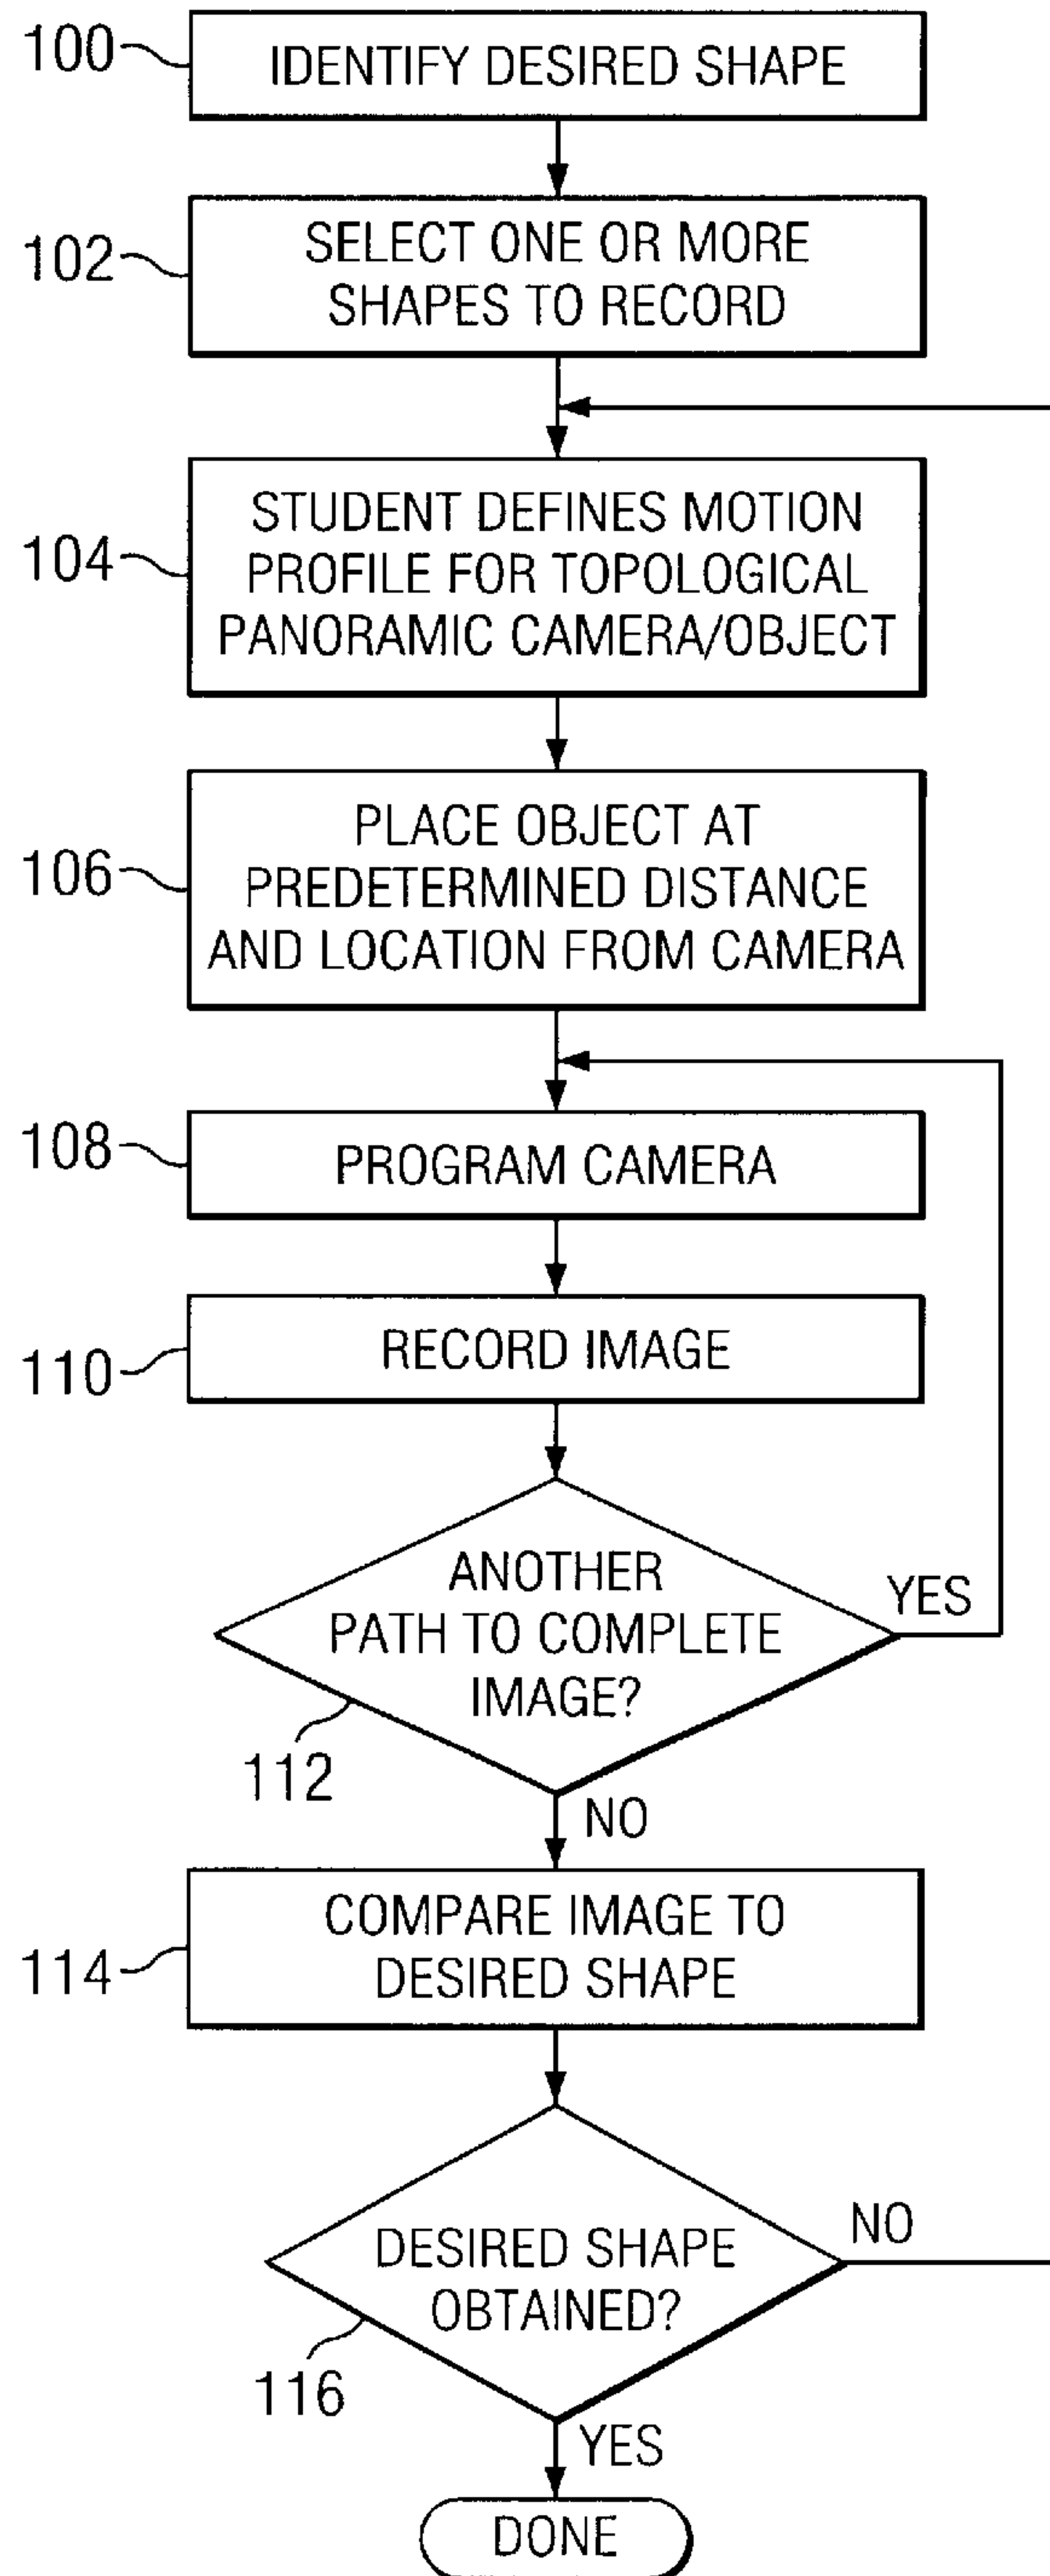 100
IDENTIFY DESIRED SHAPE
102
SELECT ONE OR MORE
SHAPES TO RECORD
104
STUDENT DEFINES MOTION
PROFILE FOR TOPOLOGICAL
PANORAMIC CAMERA/OBJECT
106
PLACE OBJECT AT
PREDETERMINED DISTANCE
AND LOCATION FROM CAMERA
108
PROGRAM CAMERA
110
RECORD IMAGE
ANOTHER
PATH TO COMPLETE
IMAGE?
YES
112
NO
114
COMPARE IMAGE TO
DESIRED SHAPE
DESIRED SHAPE
OBTAINED?
NO
116
YES
DONE